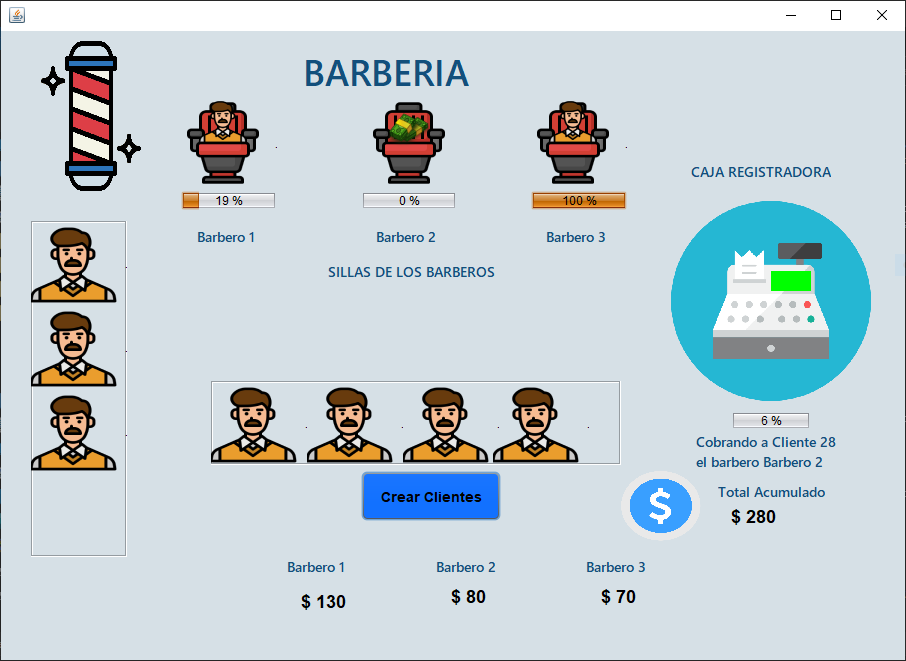 BARBERIA
19 %
0 %
100 %
Barbero 1
Barbero 2
Barbero 3
SILLAS DE LOS BARBEROS
CAJA REGISTRADORA
6 %
Cobrando a Cliente 28
el barbero Barbero 2
Crear Clientes
$
Total Acumulado
$ 280
Barbero 1
Barbero 2
Barbero 3
$ 130
$ 80
$ 70